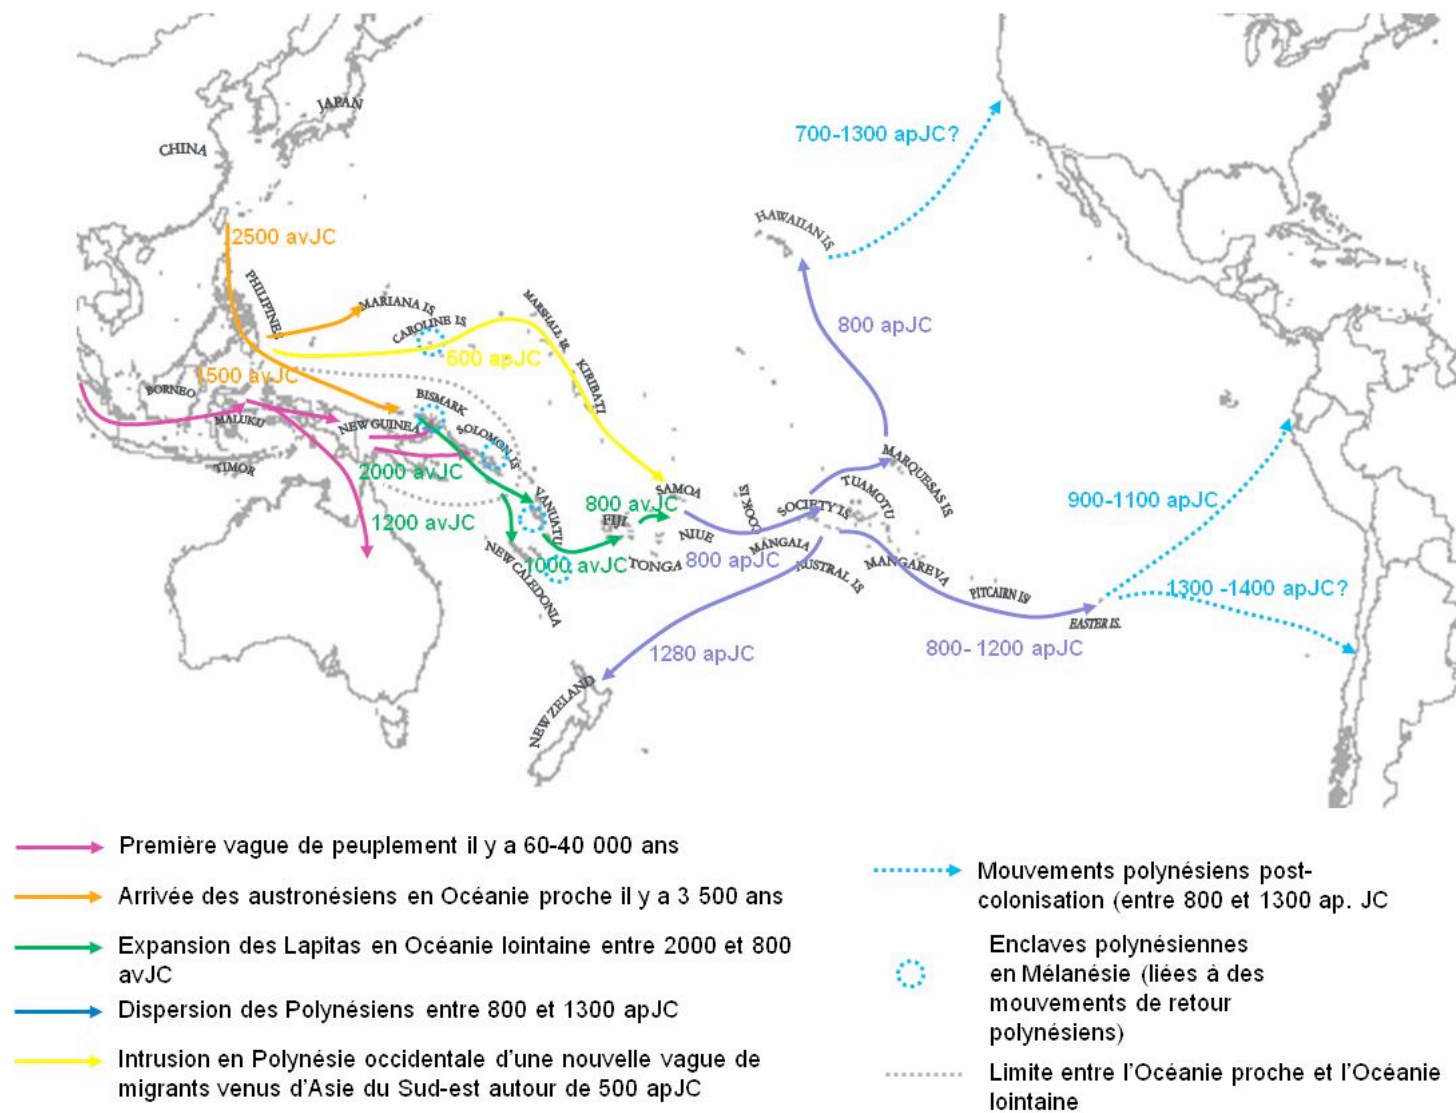 JAPAN
CHINA
700-1300 apJC?
HAWAIIAN IS.
2500 avJC
PHILIPINE
MARIANA IS.
CAROLINE IS.
MARSHALL IS.
800 apJC
500 apJC
KIRIBATI
1500 avJC
BORNEO
BISMARK
MALUKU
NEW GUINEA
SOLOMON IS.
TIMOR
2000 avJC
MARQUESAS IS.
900-1100 apJC
SAMOA
COOK IS
TUAMOTU
SOCIETY IS.
800 avJC
VANUATU
FIJI
1200 avJC
NIUE
MANGAIA
NEW CALEDONIA
1000 avJC
TONGA
800 apJC
AUSTRAL IS
MANGAREVA
PITCAIRN IS
1300 -1400 apJC?
EASTER IS.
1280 apJC
800- 1200 apJC
NEW ZELAND
Première vague de peuplement il y a 60-40 000 ans
Arrivée des austronésiens en Océanie proche il y a 3 500 ans
Expansion des Lapitas en Océanie lointaine entre 2000 et 800
avJC
Dispersion des Polynésiens entre 800 et 1300 apJC
Intrusion en Polynésie occidentale d'une nouvelle vague de
migrants venus d'Asie du Sud-est autour de 500 apJC
Mouvements polynésiens post-
colonisation (entre 800 et 1300 ap. JC
Enclaves polynésiennes
en Mélanésie (liées à des
mouvements de retour
polynésiens)
Limite entre l'Océanie proche et l'Océanie
lointaine